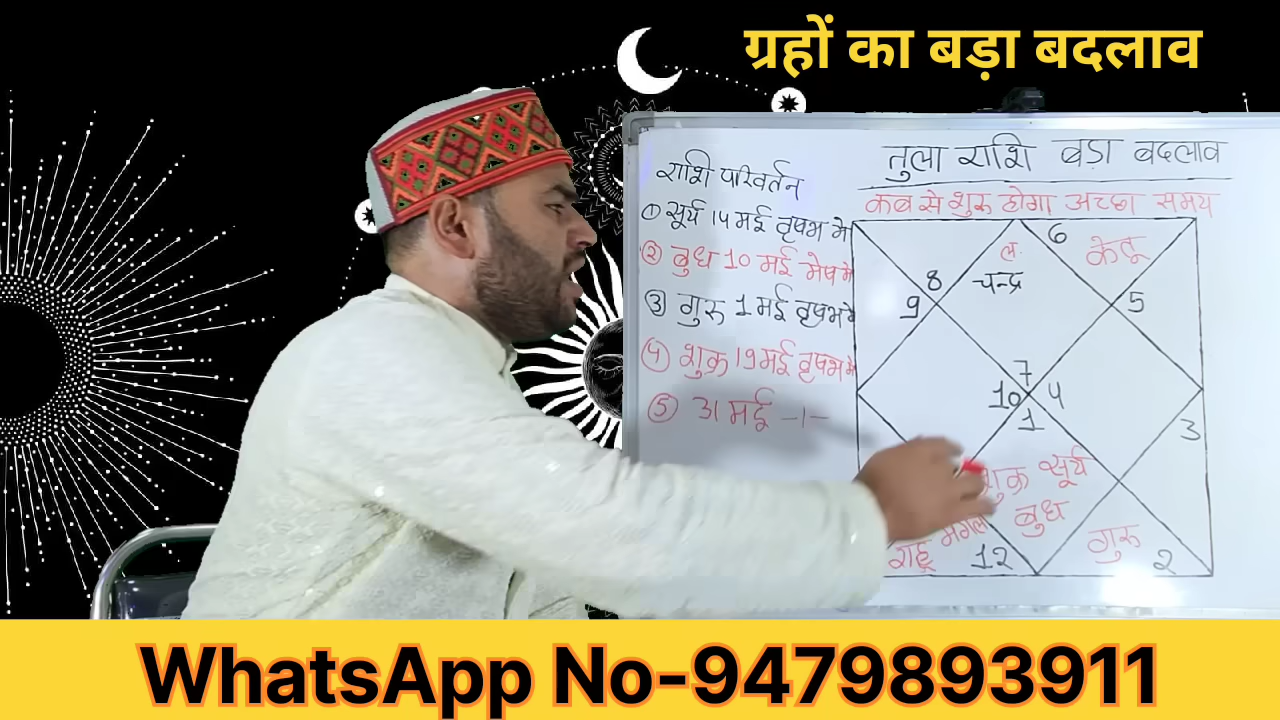 ग्रहों का बड़ा बदलाव
तुला राशि बड़ा बदलाव
कब से शुरू होगा अच्छा समय
राशि परिवर्तन
① सूर्य 14 मई वृषभ मे
② बुध 10 मई मेष मे
③ गुरु 1 मई वृषभ मे
④ शुक्र 19 मई वृषभ मे
⑤ 31 मई -1-
6
केतू
ल.
चन्द्र
8
9
5
7
10
4
1
3
शुक्र सूर्य
बुध
मंगल
राहू
12
गुरु
2
WhatsApp No-9479893911